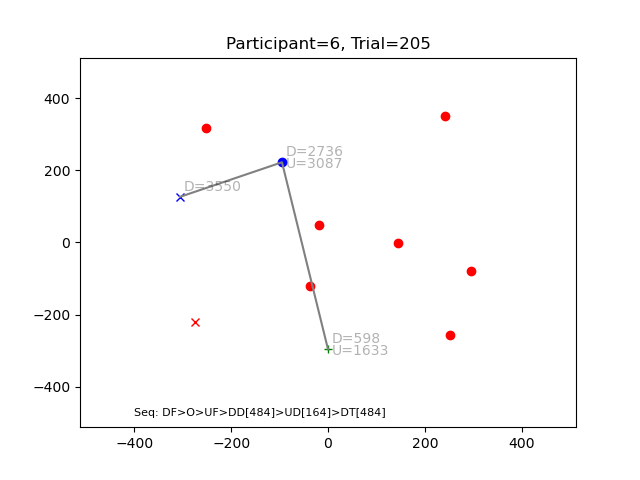 Participant=6, Trial=205
400
200
0
−200
−400
−400
−200
0
200
400
D=2736
U=3087
D=3550
D=598
U=1633
Seq: DF>O>UF>DD[484]>UD[164]>DT[484]